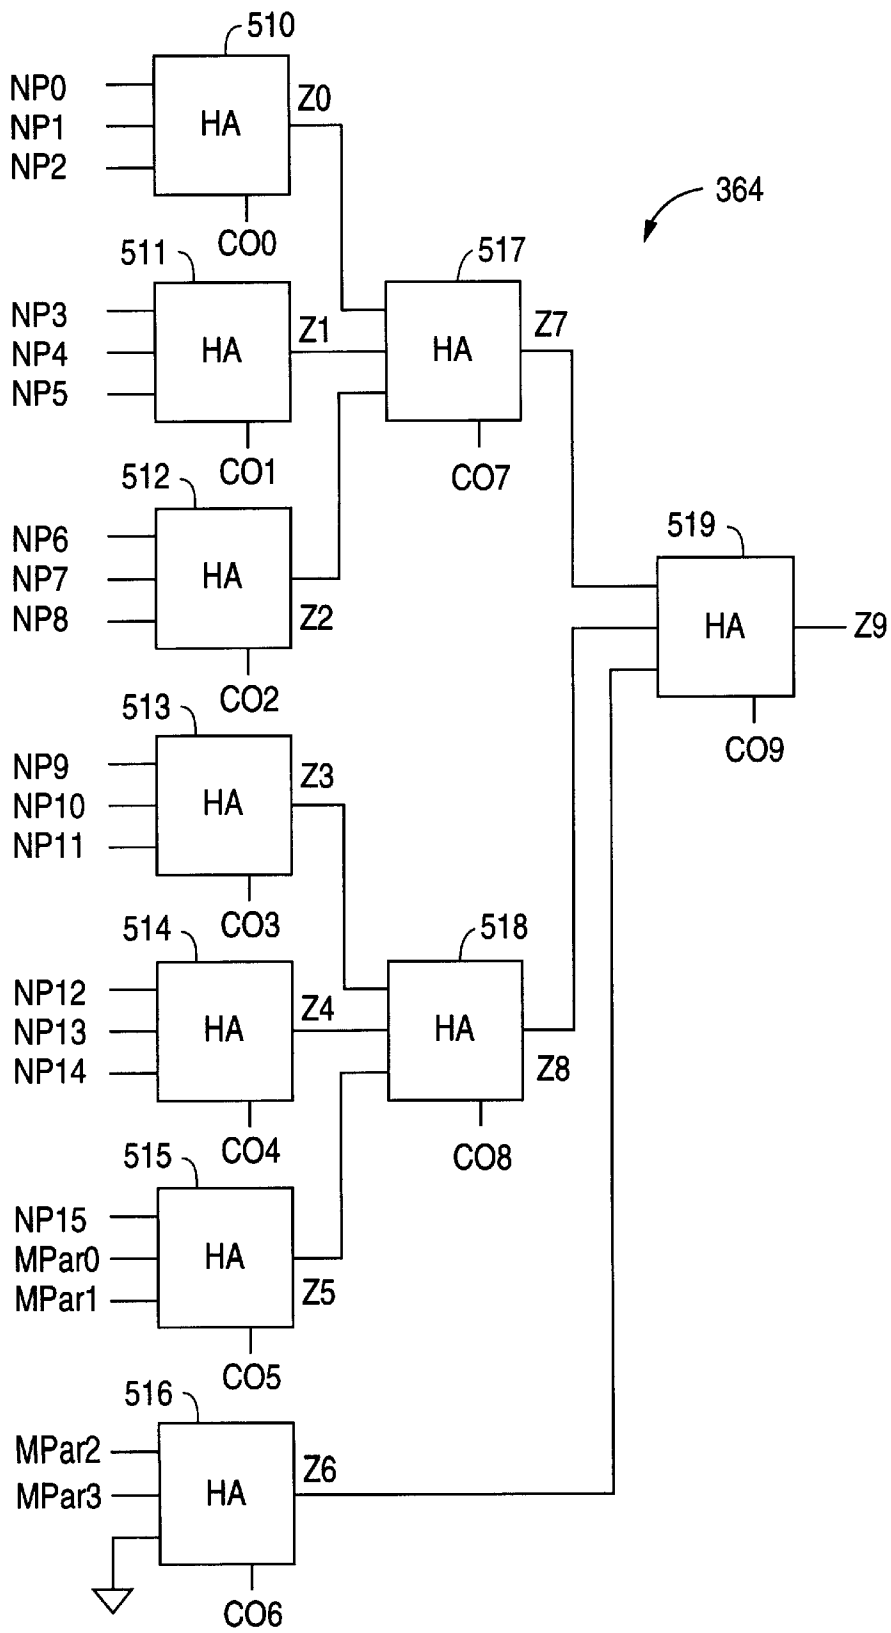 510
NP0
NP1
NP2
HA
Z0
CO0
364
511
NP3
NP4
NP5
HA
Z1
CO1
517
HA
Z7
CO7
512
NP6
NP7
NP8
HA
Z2
CO2
519
HA
Z9
CO9
513
NP9
NP10
NP11
HA
Z3
CO3
514
NP12
NP13
NP14
HA
Z4
CO4
518
HA
Z8
CO8
515
NP15
MPar0
MPar1
HA
Z5
CO5
516
MPar2
MPar3
HA
Z6
CO6